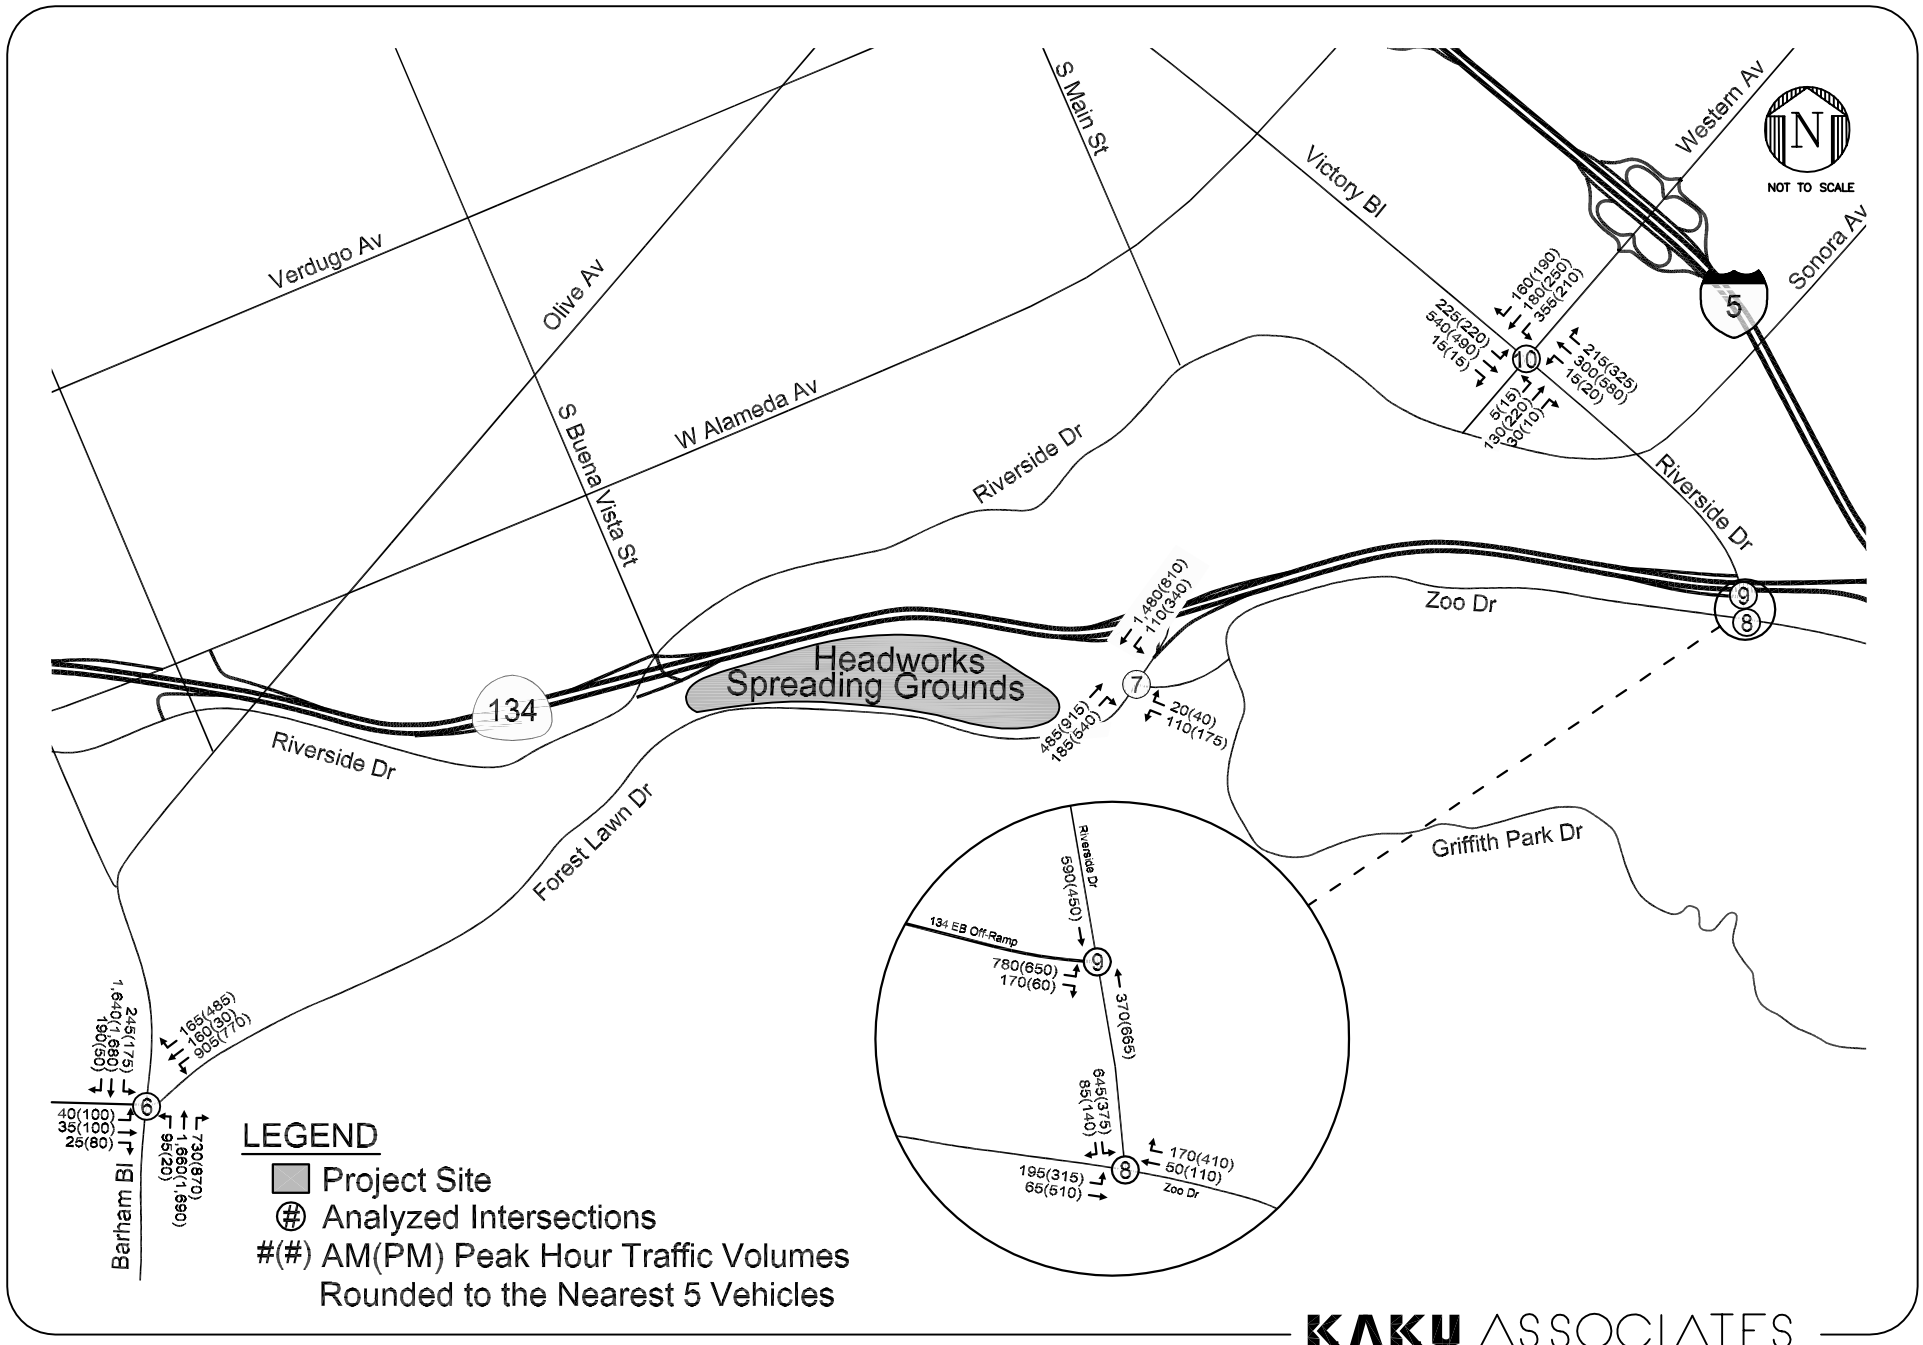 S Main St
Western Av
N
NOT TO SCALE
Victory Bl
Verdugo Av
Olive Av
Sonora Av
5
160(190)
180(250)
355(210)
225(220)
540(490)
15(15)
10
215(325)
300(580)
15(20)
5(15)
130(220)
30(10)
W Alameda Av
S Buena Vista St
Riverside Dr
Riverside Dr
1,480(810)
110(340)
Zoo Dr
9
8
Headworks
Spreading Grounds
7
134
485(915)
185(540)
20(40)
110(175)
Riverside Dr
Forest Lawn Dr
Griffith Park Dr
Riverside Dr
590(450)
134 EB Off-Ramp
9
780(650)
170(60)
370(665)
645(375)
85(140)
8
170(410)
50(110)
195(315)
65(510)
Zoo Dr
245(175)
1,640(1,680)
190(50)
165(485)
160(30)
905(770)
6
40(100)
35(100)
25(80)
730(870)
1,660(1,690)
95(20)
Barham Bl
LEGEND
Project Site
# Analyzed Intersections
#(#) AM(PM) Peak Hour Traffic Volumes
Rounded to the Nearest 5 Vehicles
KAKU ASSOCIATES